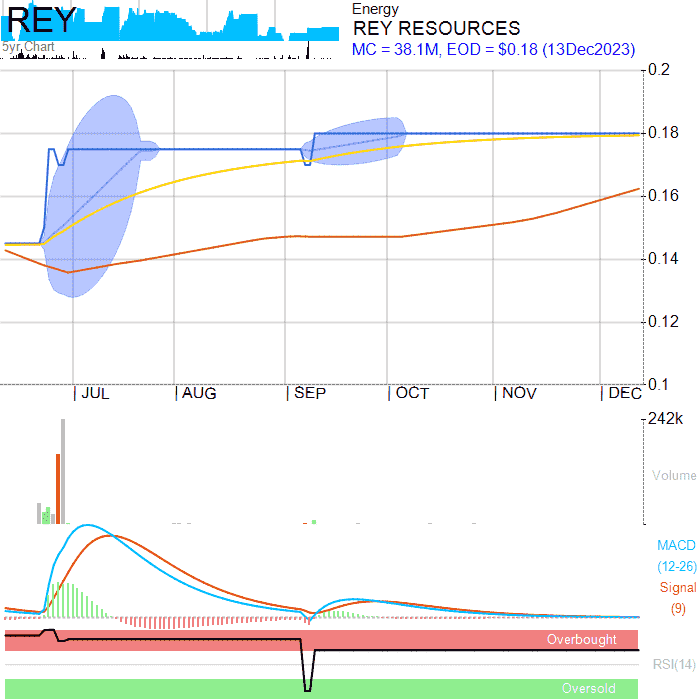 REY
Energy
REY RESOURCES
5yr Chart
MC = 38.1M, EOD = $0.18 (13Dec2023)
0.2
0.18
0.16
0.14
0.12
0.1
| JUL | AUG | SEP | OCT | NOV | DEC
242k
Volume
MACD
(12-26)
Signal
(9)
Overbought
RSI(14)
Oversold